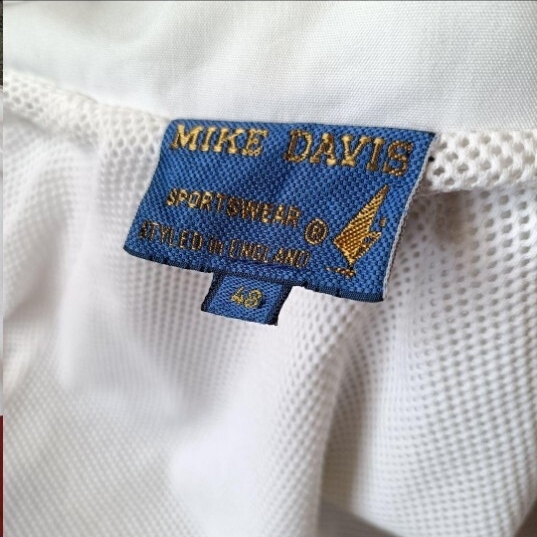 MIKE DAVIS
SPORTSWEAR ®
STYLED IN ENGLAND
48